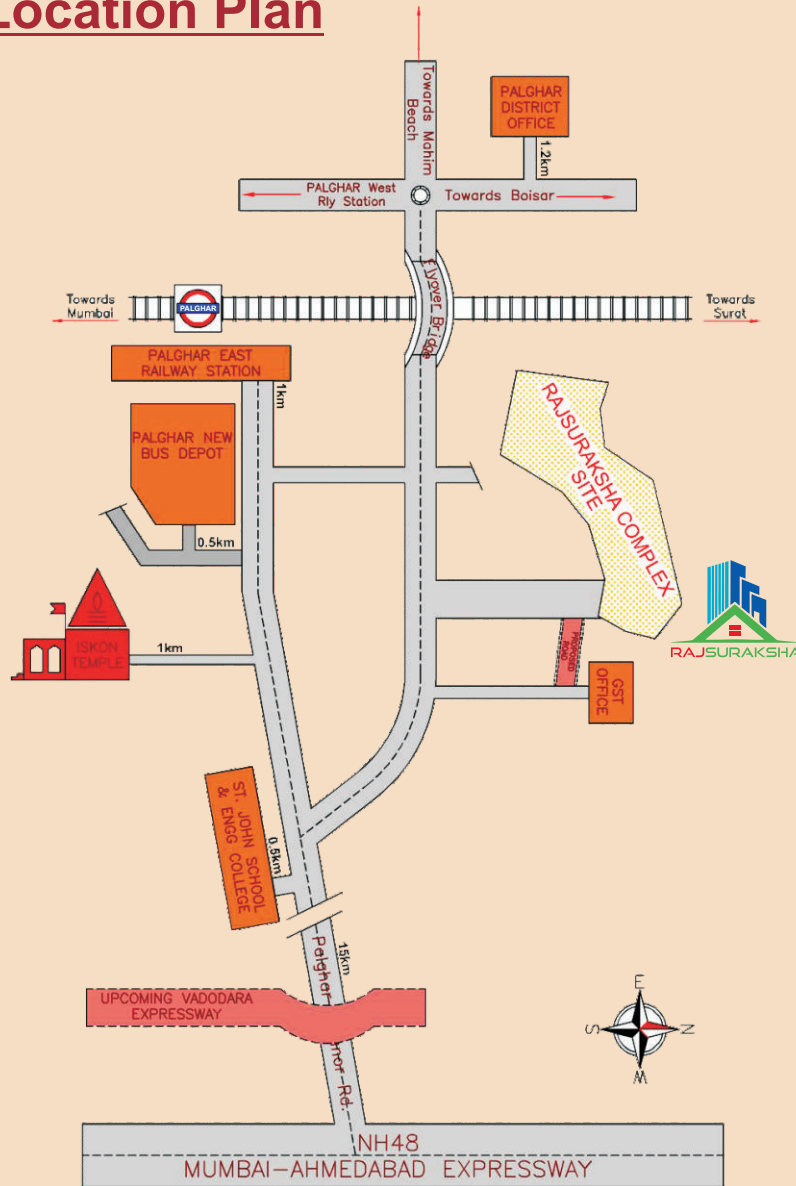 Location Plan
Towards Mahim
Beach
PALGHAR
DISTRICT
OFFICE
1.2km
PALGHAR West
Rly Station
Towards Boisar
Flyover Bridge
Towards
Mumbai
PALGHAR
Towards
Surat
PALGHAR EAST
RAILWAY STATION
1km
PALGHAR NEW
BUS DEPOT
0.5km
RAJSURAKSHA COMPLEX
SITE
RAJSURAKSHA
ISKON
TEMPLE
1km
PROPOSED
ROAD
GST
OFFICE
ST. JOHN SCHOOL
& ENGG COLLEGE
0.5km
15km
Palghar
nor Rd.
UPCOMING VADODARA
EXPRESSWAY
E
S
N
W
NH48
MUMBAI-AHMEDABAD EXPRESSWAY